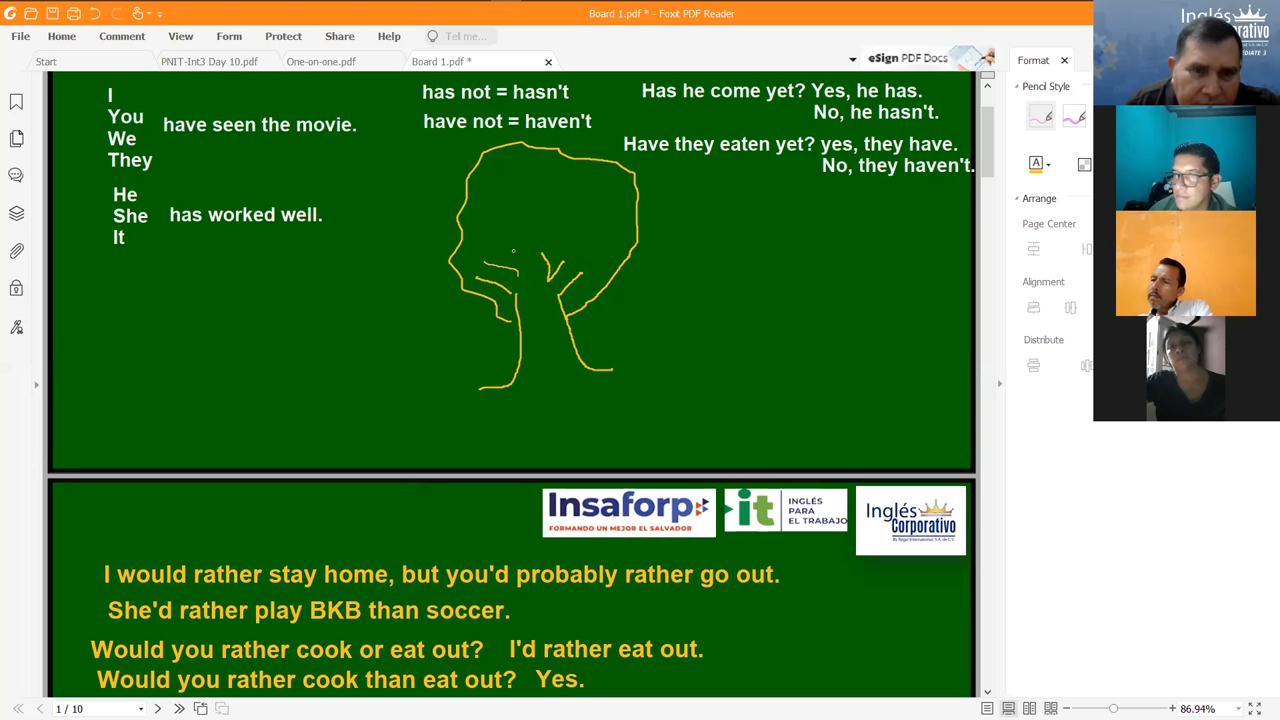 Board 1.pdf * - Foxit PDF Reader
File Home Comment View Form Protect Share Help Tell me...
Start PNIT-Int3 Day 10.pdf One-on-one.pdf Board 1.pdf * eSign PDF Docs
Format
Pencil Style
Arrange
Page Center
Alignment
Distribute
I
You
We
They
have seen the movie.
He
She
It
has worked well.
has not = hasn't
have not = haven't
Has he come yet? Yes, he has.
No, he hasn't.
Have they eaten yet? yes, they have.
No, they haven't.
Insaforp
FORMANDO UN MEJOR EL SALVADOR
it
INGLÉS
PARA
EL TRABAJO
Inglés
Corporativo
I would rather stay home, but you'd probably rather go out.
She'd rather play BKB than soccer.
Would you rather cook or eat out? I'd rather eat out.
Would you rather cook than eat out? Yes.
1 / 10
86.94%
Inglés